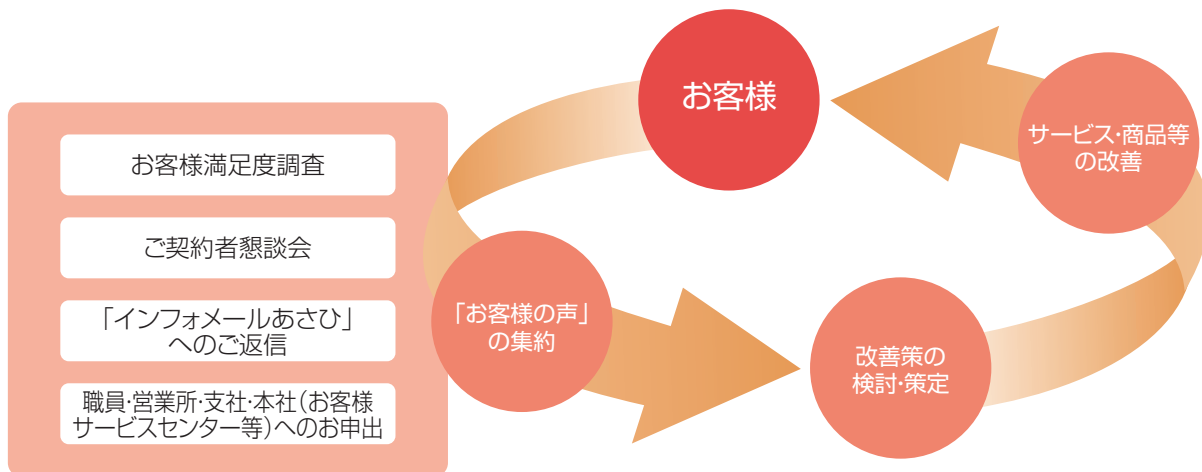 お客様
サービス・商品等
の改善
お客様満足度調査
ご契約者懇談会
「インフォメールあさひ」
へのご返信
職員・営業所・支社・本社(お客様
サービスセンター等)へのお申出
「お客様の声」
の集約
改善策の
検討・策定